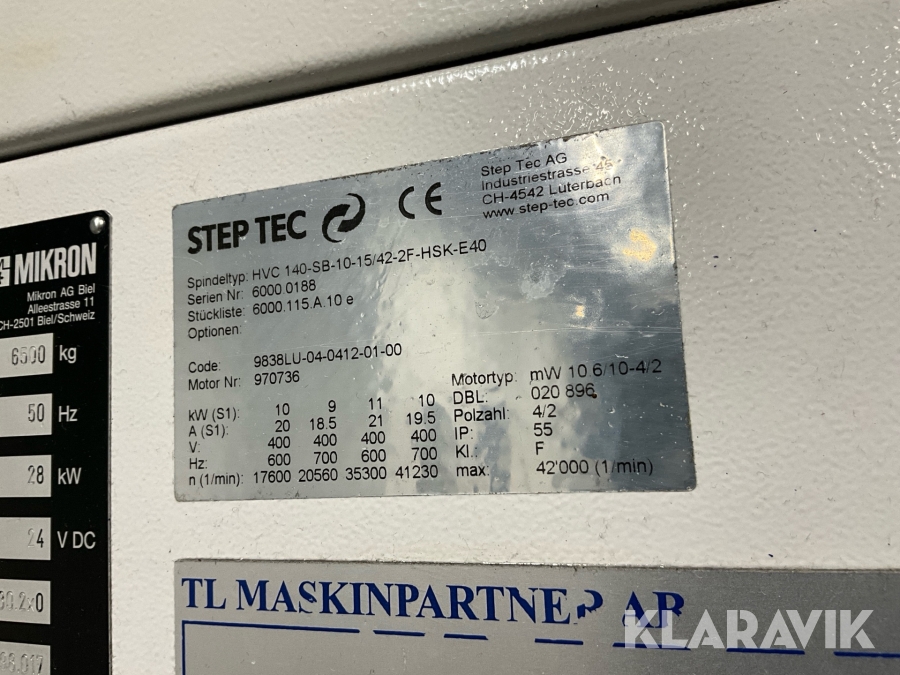 MIKRON
Mikron AG Biel
Alleestrasse 11
CH-2501 Biel/Schweiz
6500 kg
50 Hz
28 kW
24 V DC
STEP TEC CE
Step Tec AG
Industriestrasse 45
CH-4542 Luterbach
www.step-tec.com
Spindeltyp: HVC 140-SB-10-15/42-2F-HSK-E40
Serien Nr: 6000.0188
Stückliste: 6000.115.A.10 e
Optionen:
Code: 9838LU-04-0412-01-00
Motor Nr: 970736
kW (S1): 10 9 11 10
A (S1): 20 18.5 21 19.5
V: 400 400 400 400
Hz: 600 700 600 700
n (1/min): 17600 20560 35300 41230
Motortyp: mW 10 6/10-4/2
DBL: 020 896
Polzahl: 4/2
IP: 55
Kl.: F
max: 42'000 (1/min)
TL MASKINPARTNER AB
KLARAVIK